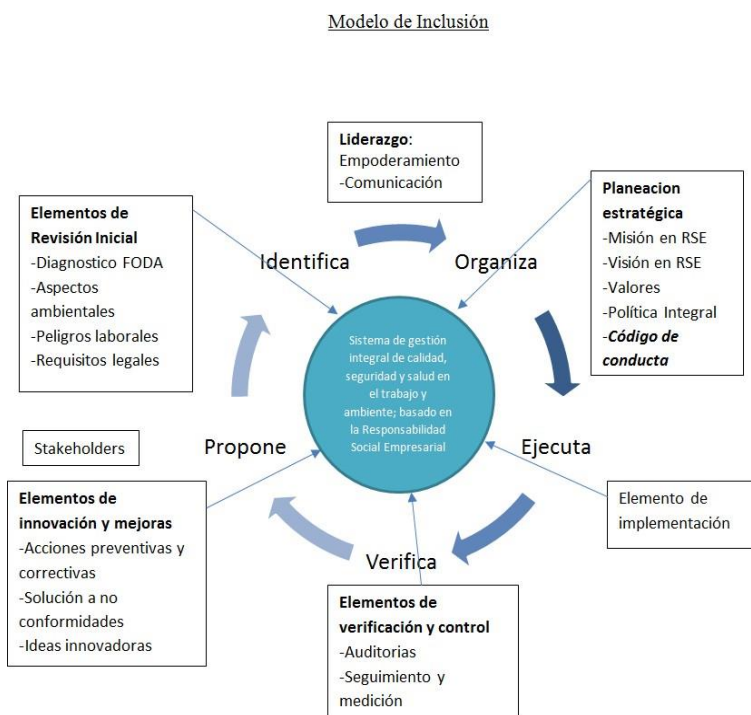 Modelo de Inclusión
Liderazgo:
Empoderamiento
-Comunicación
Planeacion
estratégica
-Misión en RSE
-Visión en RSE
-Valores
-Política Integral
-Código de
conducta
Elementos de
Revisión Inicial
-Diagnostico FODA
-Aspectos
ambientales
-Peligros laborales
-Requisitos legales
Identifica
Organiza
Sistema de gestión
integral de calidad,
seguridad y salud en
el trabajo y
ambiente; basado en
la Responsabilidad
Social Empresarial
Stakeholders
Propone
Ejecuta
Elementos de
innovación y mejoras
-Acciones preventivas y
correctivas
-Solución a no
conformidades
-Ideas innovadoras
Elemento de
implementación
Verifica
Elementos de
verificación y control
-Auditorias
-Seguimiento y
medición